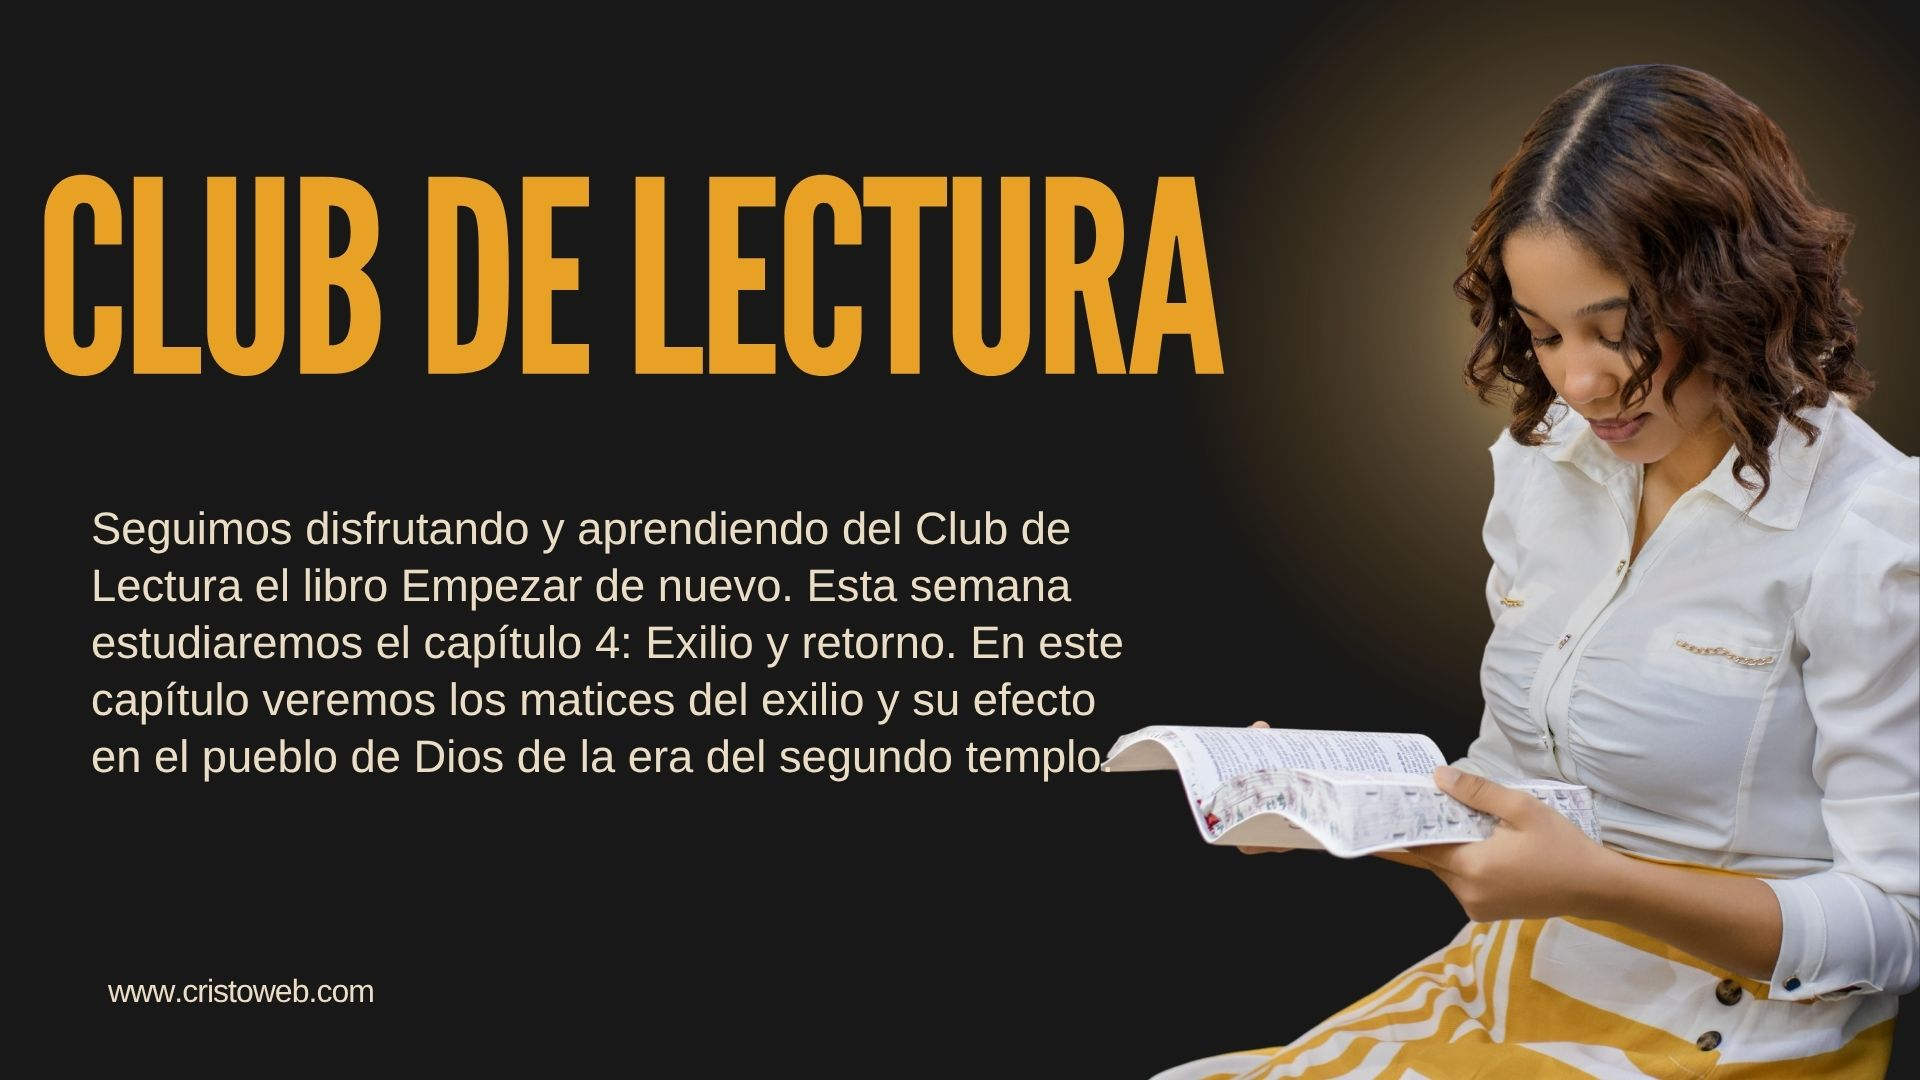 CLUB DE LECTURA
Seguimos disfrutando y aprendiendo del Club de
Lectura el libro Empezar de nuevo. Esta semana
estudiaremos el capítulo 4: Exilio y retorno. En este
capítulo veremos los matices del exilio y su efecto
en el pueblo de Dios de la era del segundo templo.
www.cristoweb.com